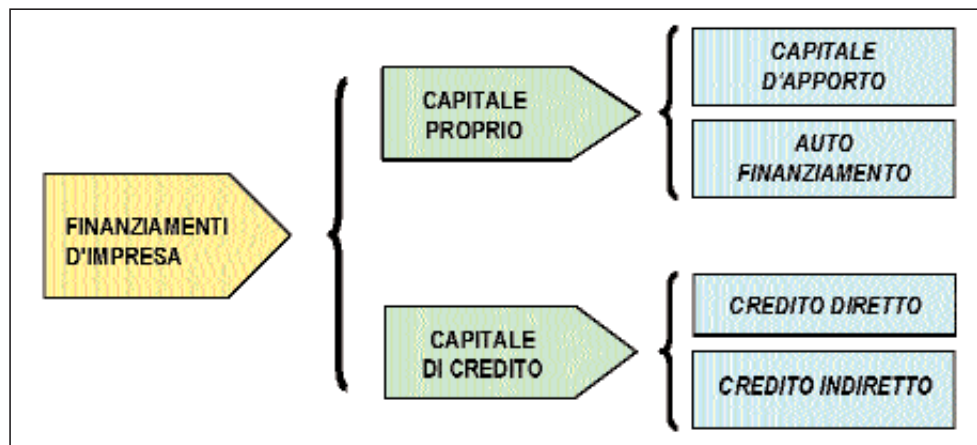 FINANZIAMENTI
D'IMPRESA
CAPITALE
PROPRIO
CAPITALE
D'APPORTO
AUTO
FINANZIAMENTO
CAPITALE
DI CREDITO
CREDITO DIRETTO
CREDITO INDIRETTO